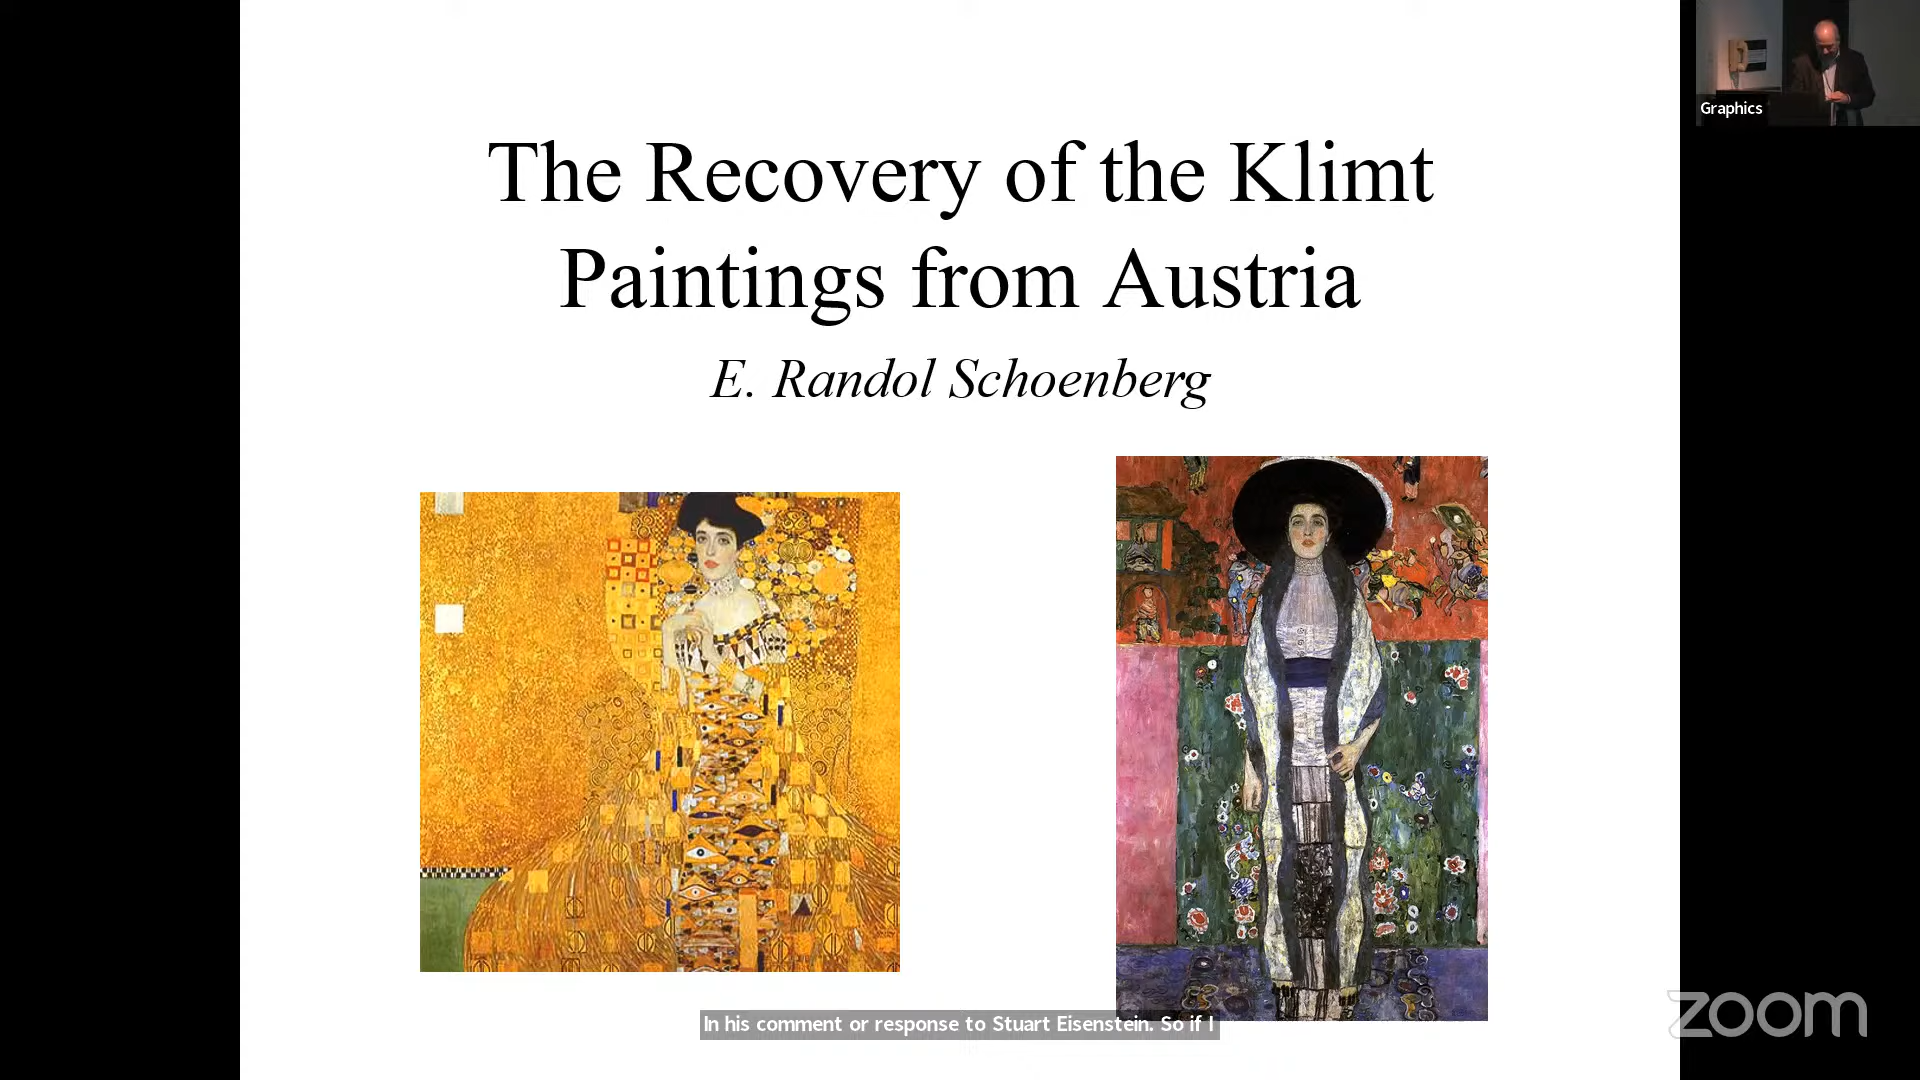 Graphics
The Recovery of the Klimt
Paintings from Austria
E. Randol Schoenberg
In his comment or response to Stuart Eisenstein. So if I
zoom